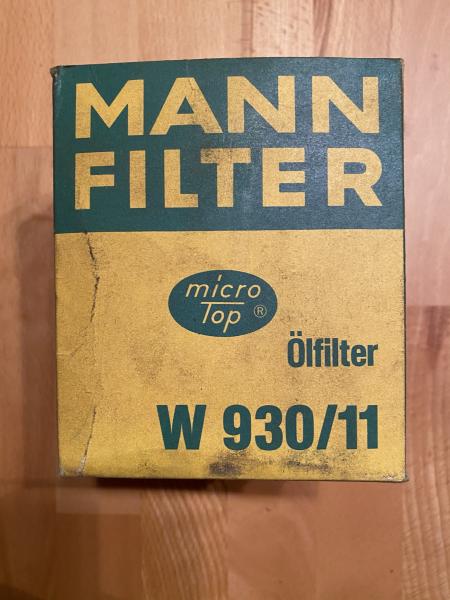 MANN
FILTER
micro
Top ®
Ölfilter
W 930/11